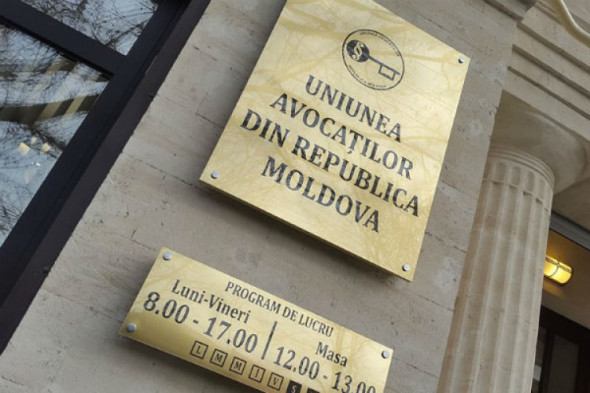 UNIUNEA
AVOCAȚILOR
DIN REPUBLICA
MOLDOVA
PROGRAM DE LUCRU
Luni-Vineri
8.00 - 17.00
Masa
12.00 - 13.00
L M M J V S